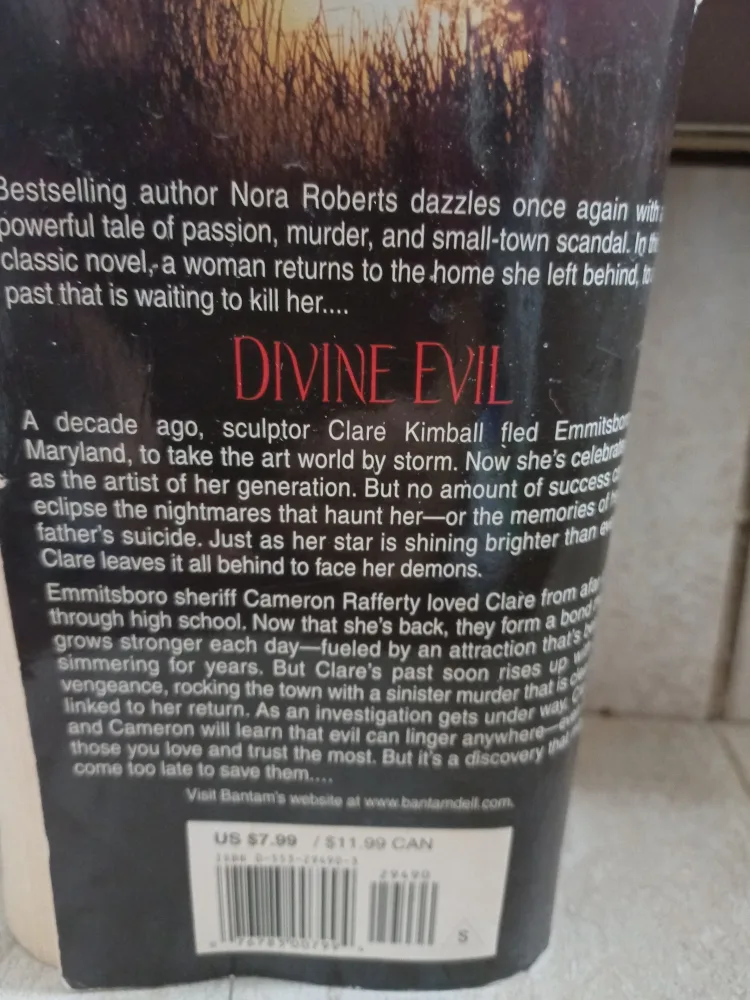 Bestselling author Nora Roberts dazzles once again with
powerful tale of passion, murder, and small-town scandal. In
classic novel, a woman returns to the home she left behind,
past that is waiting to kill her....
DIVINE EVIL
A decade ago, sculptor Clare Kimball fled Emmitsboro
Maryland, to take the art world by storm. Now she's
as the artist of her generation. But no amount of success
eclipse the nightmares that haunt her—or the memories of
father's suicide. Just as her star is shining brighter than
Clare leaves it all behind to face her demons.
Emmitsboro sheriff Cameron Rafferty loved Clare from afar
through high school. Now that she's back, they form a bond
grows stronger each day—fueled by an attraction that's
simmering for years. But Clare's past soon rises up
vengeance, rocking the town with a sinister murder that is
linked to her return. As an investigation gets under way,
and Cameron will learn that evil can linger anywhere—
those you love and trust the most. But it's a discovery
come too late to save them....
Visit Bantam's website at www.bantamdell.com.
US $7.99 / $11.99 CAN
ISBN 0-553-29490-3
29490
S